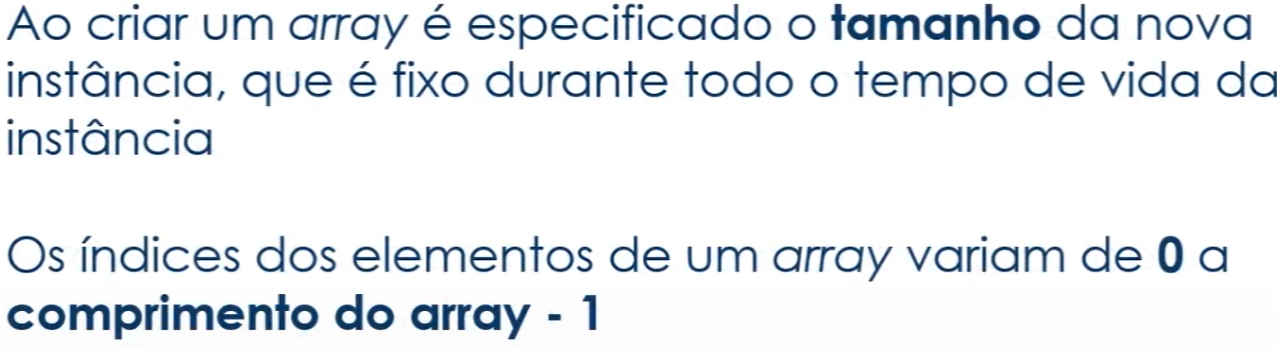 Ao criar um array é especificado o tamanho da nova
instância, que é fixo durante todo o tempo de vida da
instância
Os índices dos elementos de um array variam de 0 a
comprimento do array - 1